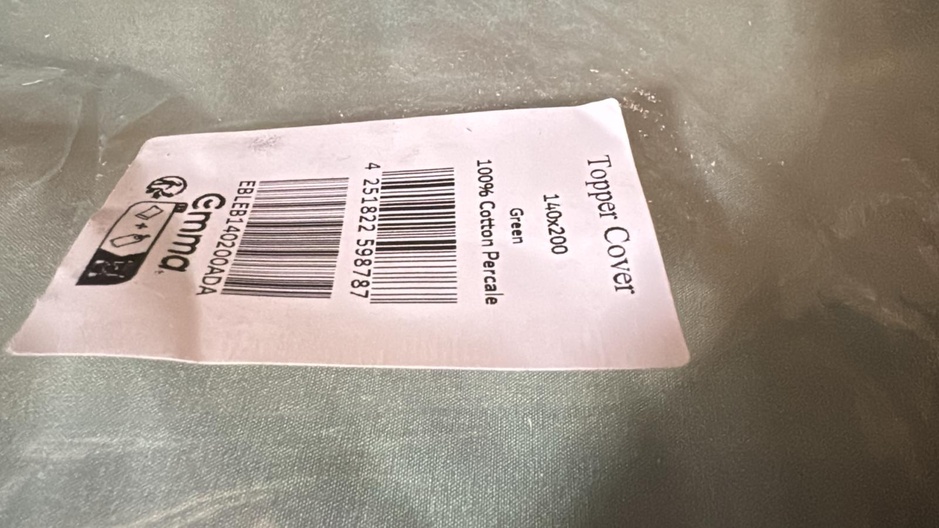 Topper Cover
140x200
Green
100% Cotton Percale
4 251822 598787
EBLEB140200ADA
emma